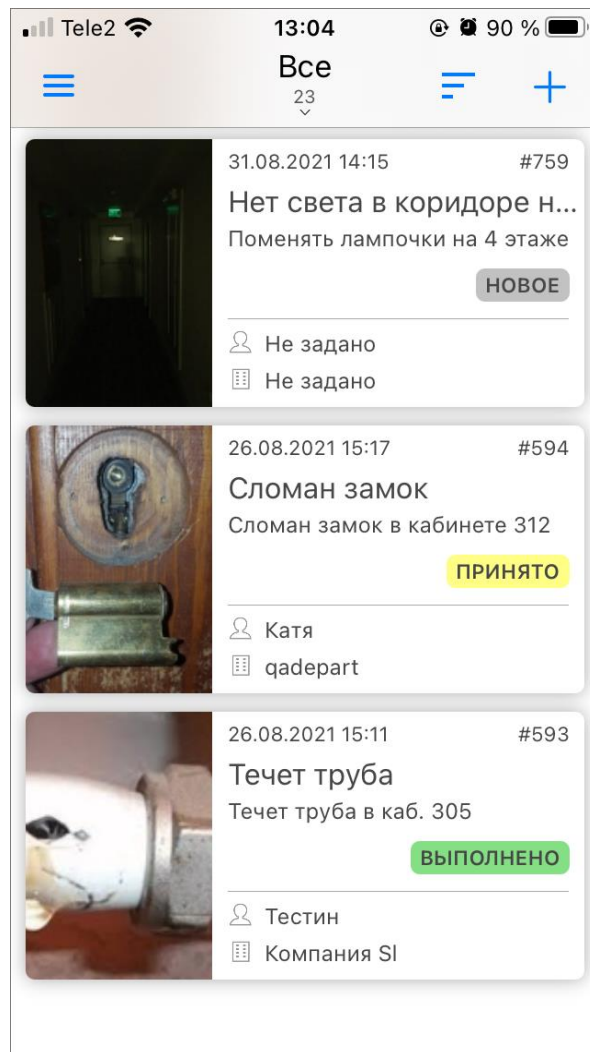 Tele2 13:04 90 %
Все
23
31.08.2021 14:15 #759
Нет света в коридоре н...
Поменять лампочки на 4 этаже
НОВОЕ
Не задано
Не задано
26.08.2021 15:17 #594
Сломан замок
Сломан замок в кабинете 312
ПРИНЯТО
Катя
qadepart
26.08.2021 15:11 #593
Течет труба
Течет труба в каб. 305
ВЫПОЛНЕНО
Тестин
Компания Sl